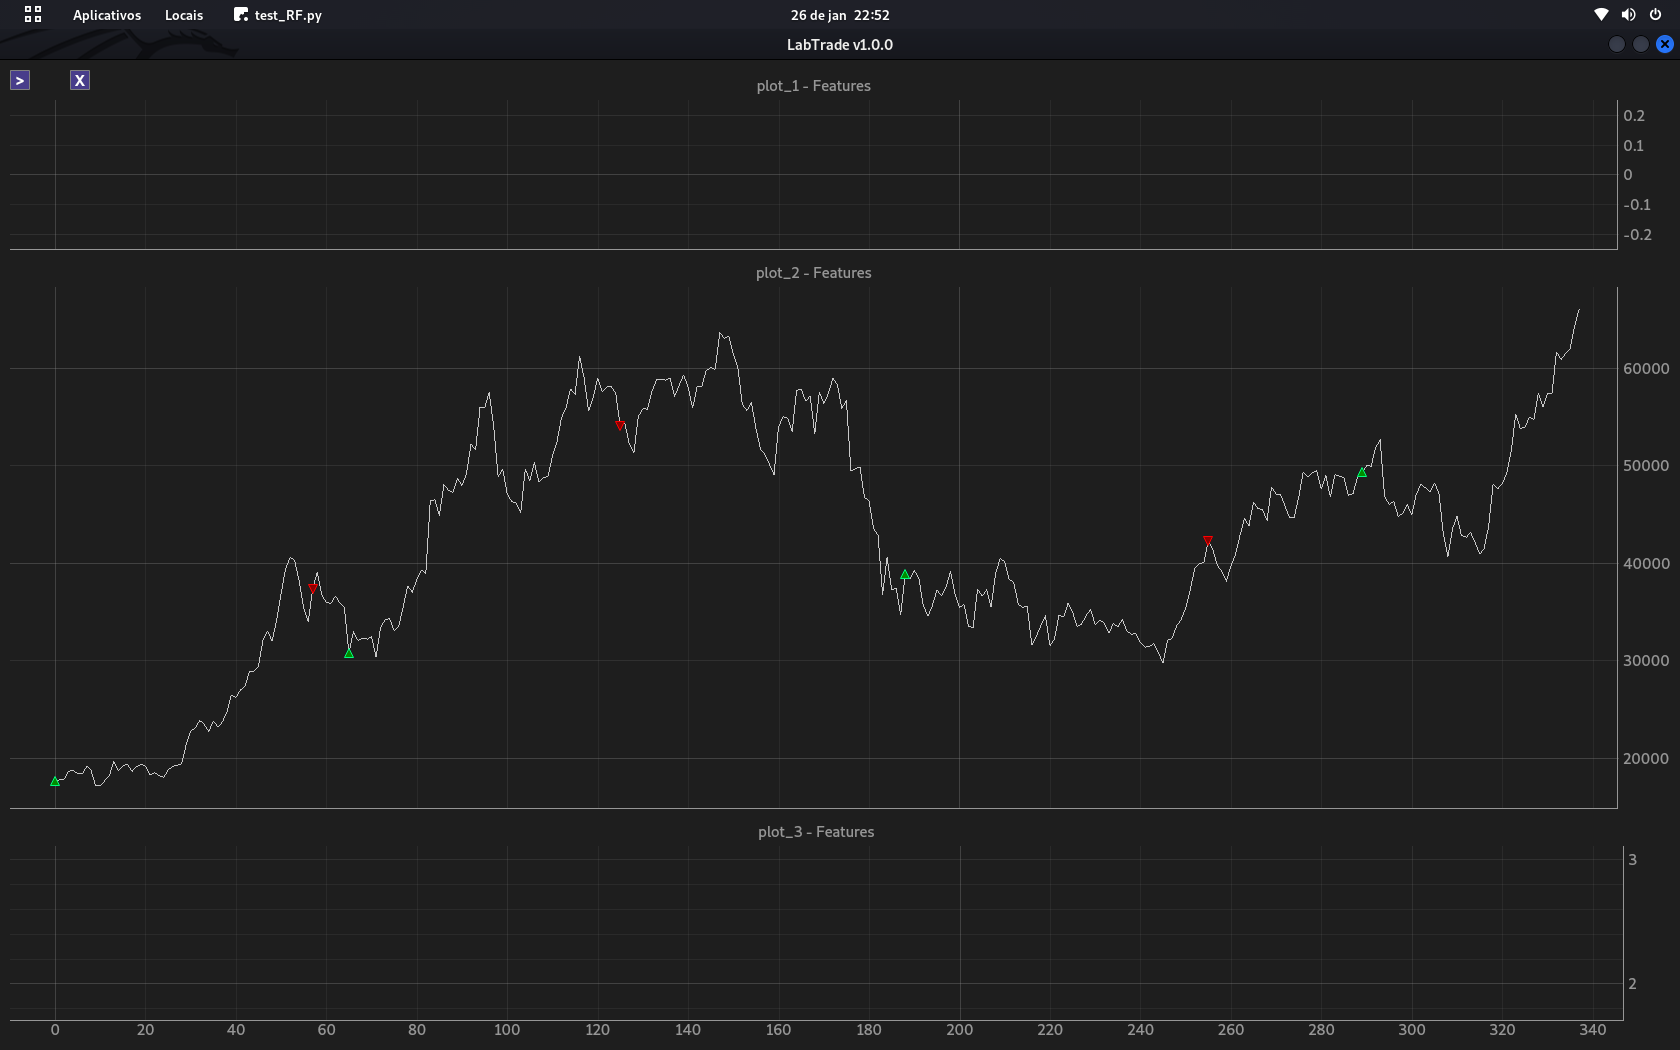 Aplicativos Locais test_RF.py 26 de jan 22:52
LabTrade v1.0.0
> X
plot_1 - Features
0.2
0.1
0
-0.1
-0.2
plot_2 - Features
60000
50000
40000
30000
20000
plot_3 - Features
3
2
0 20 40 60 80 100 120 140 160 180 200 220 240 260 280 300 320 340